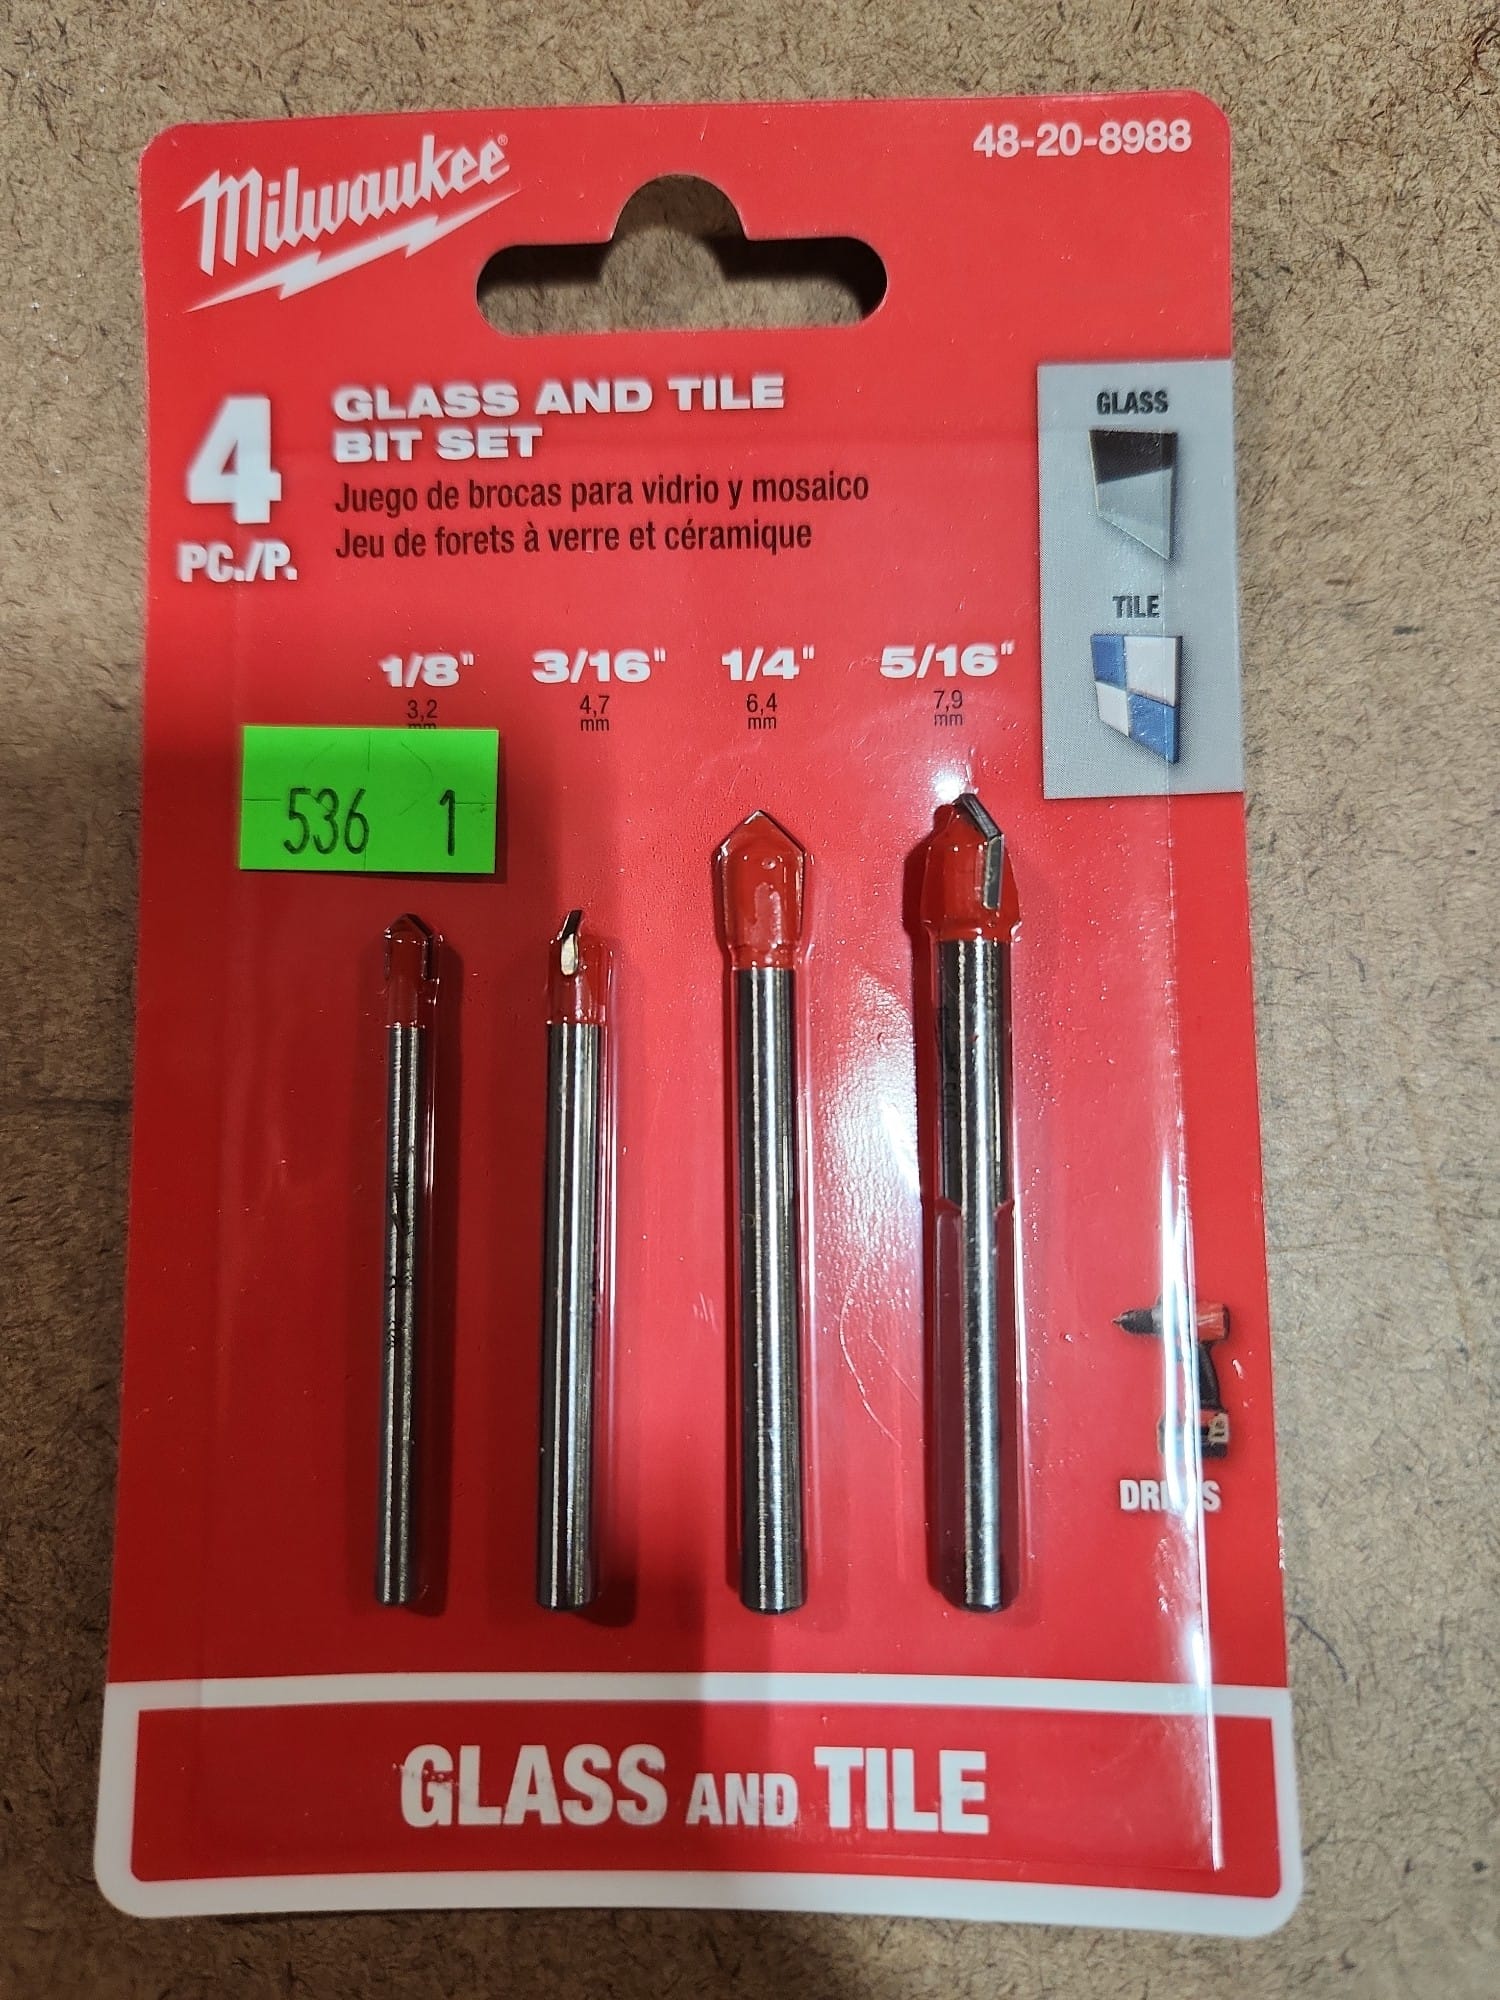 Milwaukee®
48-20-8988
4
PC./P.
GLASS AND TILE
BIT SET
Juego de brocas para vidrio y mosaico
Jeu de forets à verre et céramique
GLASS
TILE
1/8" 3/16" 1/4" 5/16"
3,2 4,7 6,4 7,9
mm mm mm mm
536 1
GLASS AND TILE